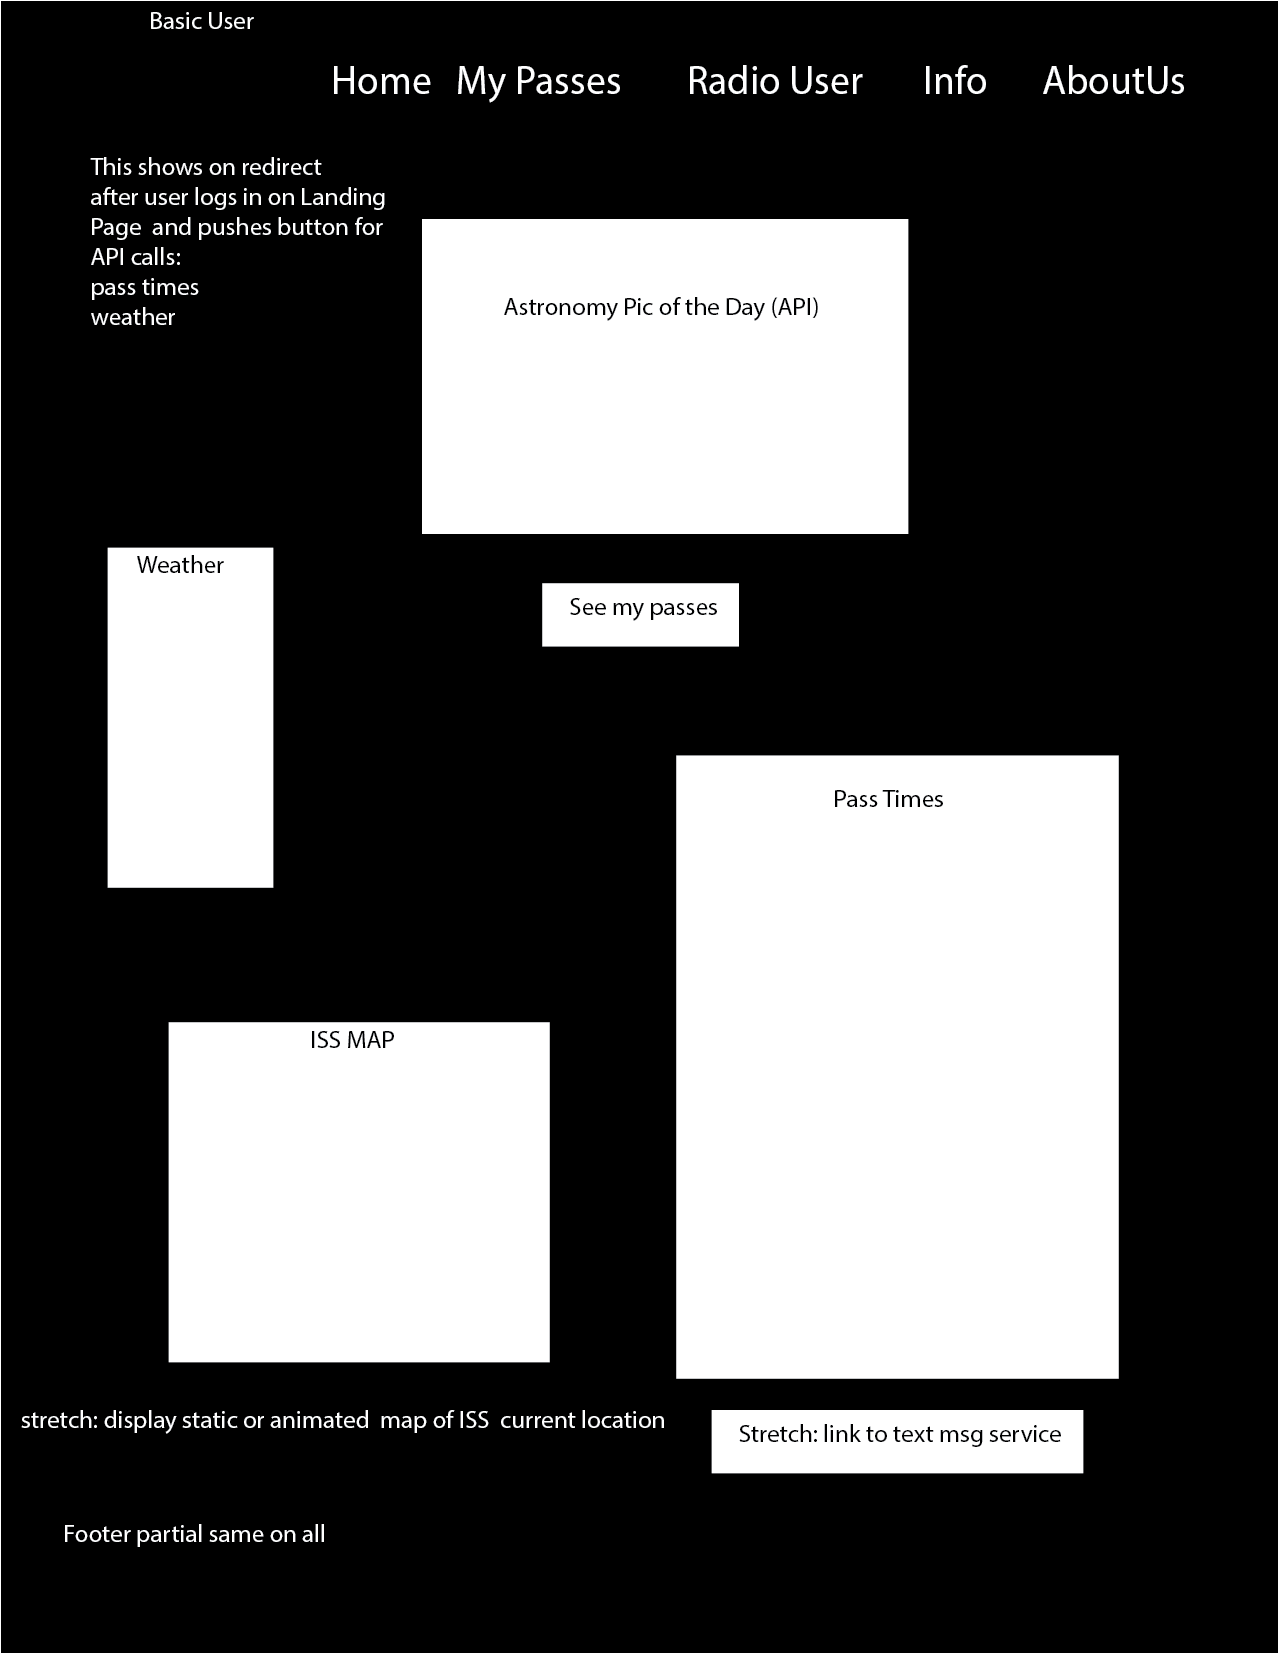 Basic User
Home My Passes Radio User Info AboutUs
This shows on redirect
after user logs in on Landing
Page and pushes button for
API calls:
pass times
weather
Astronomy Pic of the Day (API)
Weather
See my passes
Pass Times
ISS MAP
stretch: display static or animated map of ISS current location
Stretch: link to text msg service
Footer partial same on all